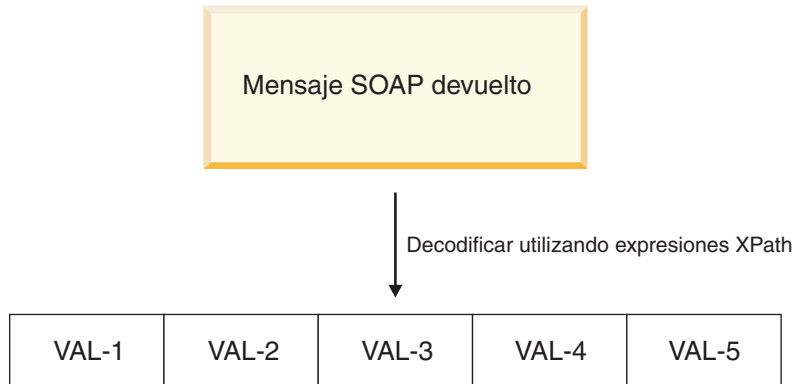 Mensaje SOAP devuelto
Decodificar utilizando expresiones XPath
VAL-1 VAL-2 VAL-3 VAL-4 VAL-5